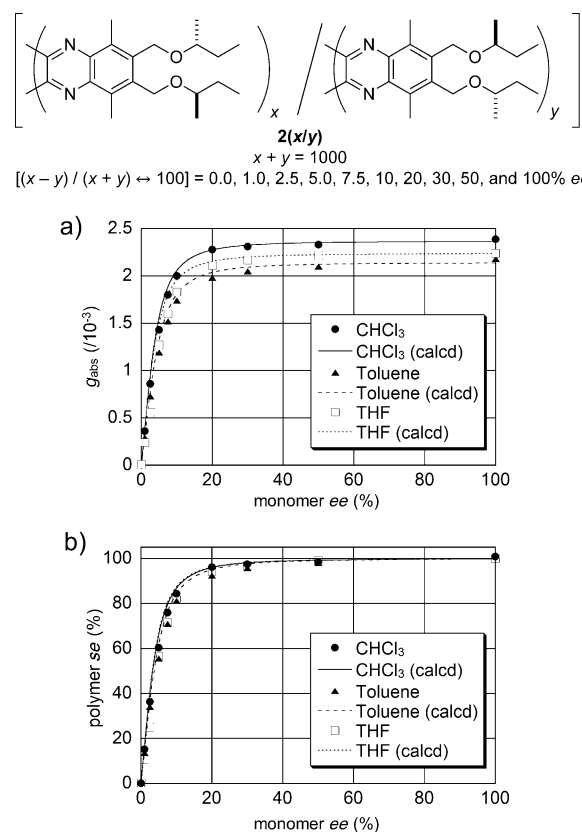 N
N
O
O
x
N
N
O
O
y
2(x/y)
x + y = 1000
[(x – y) / (x + y) ↔ 100] = 0.0, 1.0, 2.5, 5.0, 7.5, 10, 20, 30, 50, and 100% e
a)
2.5
2
1.5
1
0.5
0
gabs (/10⁻³)
CHCl₃
CHCl₃ (calcd)
Toluene
Toluene (calcd)
THF
THF (calcd)
0 20 40 60 80 100
monomer ee (%)
b)
100
80
60
40
20
0
polymer se (%)
CHCl₃
CHCl₃ (calcd)
Toluene
Toluene (calcd)
THF
THF (calcd)
0 20 40 60 80 100
monomer ee (%)